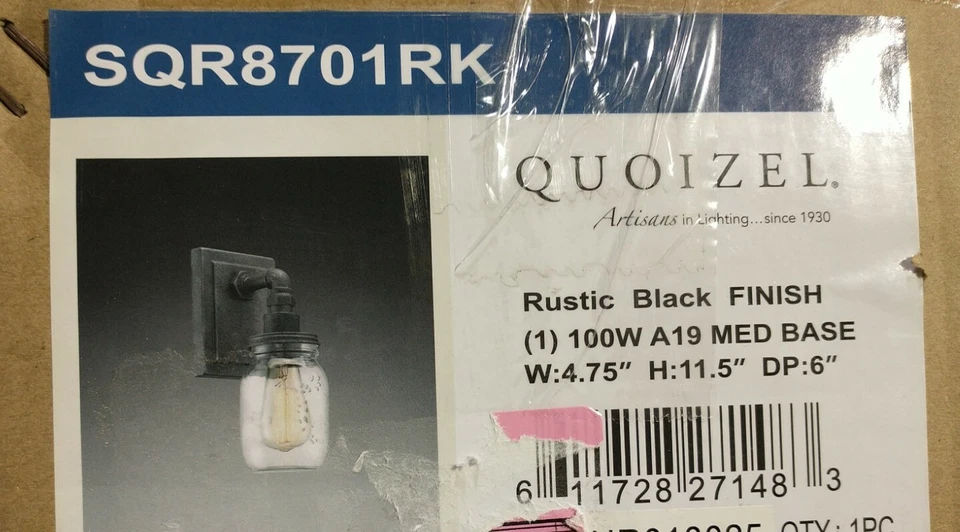 SQR8701RK
QUOIZEL®
Artisans in Lighting...since 1930
Rustic Black FINISH
(1) 100W A19 MED BASE
W:4.75” H:11.5” DP:6”
6 11728 27148 3
QTY: 1PC